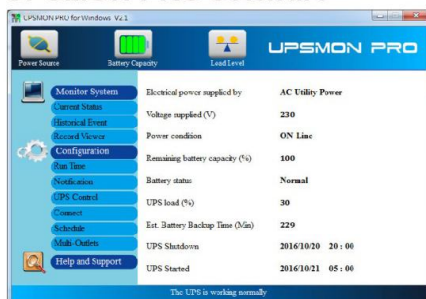 UPSMON PRO for Windows V2.1
Power Source
Battery Capacity
Load Level
UPSMON PRO
Monitor System
Current Status
Historical Event
Record Viewer
Configuration
Run Time
Notification
UPS Control
Connect
Schedule
Multi-Outlets
Help and Support
Electrical power supplied by AC Utility Power
Voltage supplied (V) 230
Power condition ON Line
Remaining battery capacity (%) 100
Battery status Normal
UPS load (%) 30
Est. Battery Backup Time (Min) 229
UPS Shutdown 2016/10/20 20 : 00
UPS Started 2016/10/21 05 : 00
The UPS is working normally